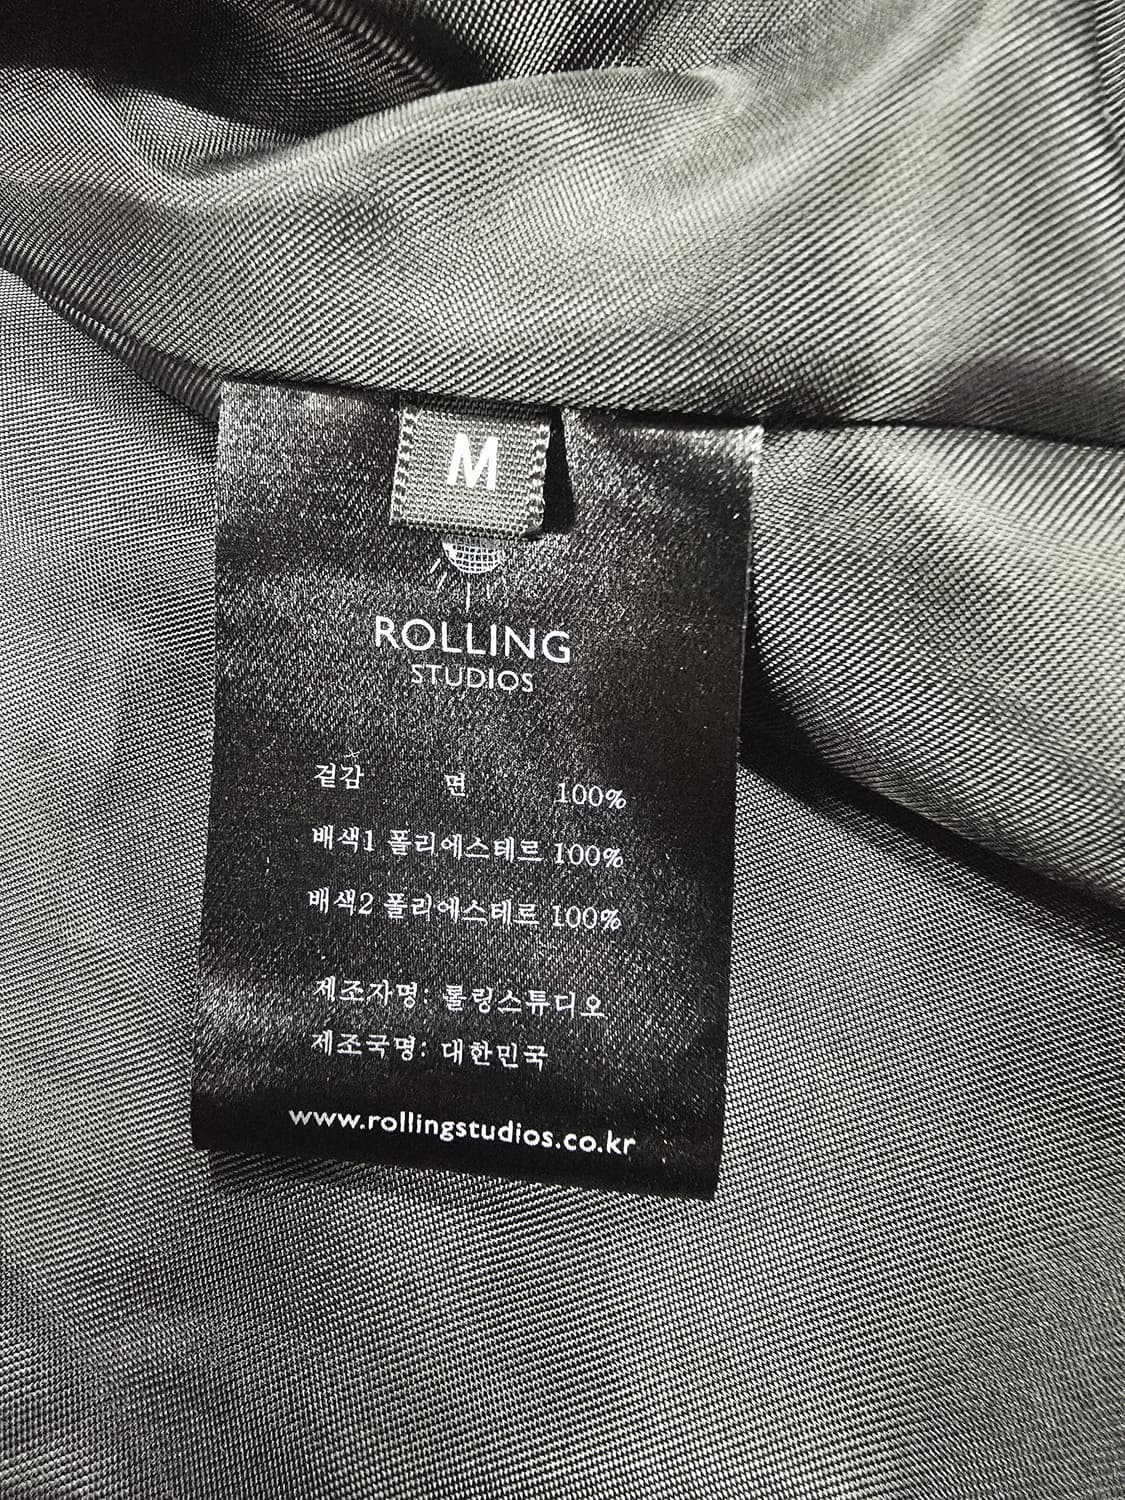 M
ROLLING
STUDIOS
겉감 면 100%
배색1 폴리에스테르 100%
배색2 폴리에스테르 100%
제조자명: 롤링스튜디오
제조국명: 대한민국
www.rollingstudios.co.kr